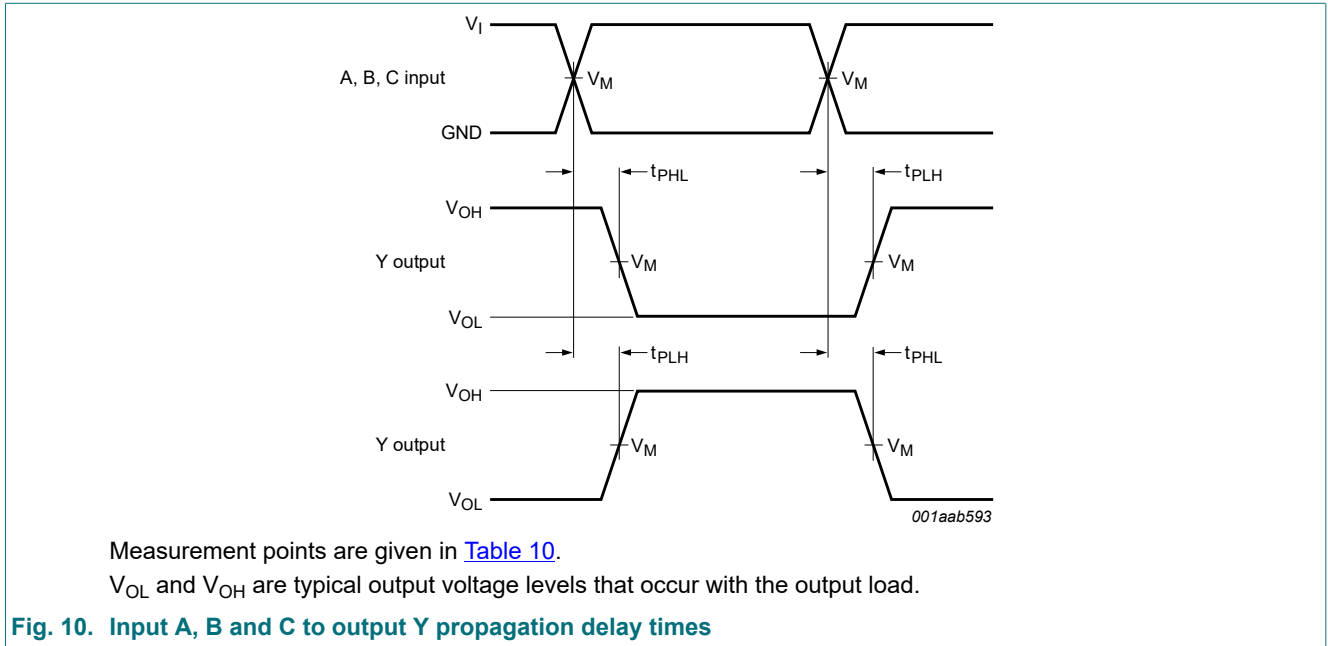 V_I
A, B, C input V_M V_M
GND
t_PHL t_PLH
V_OH
Y output V_M V_M
V_OL
t_PLH t_PHL
V_OH
Y output V_M V_M
V_OL
001aab593
Measurement points are given in Table 10.
V_OL and V_OH are typical output voltage levels that occur with the output load.
Fig. 10. Input A, B and C to output Y propagation delay times